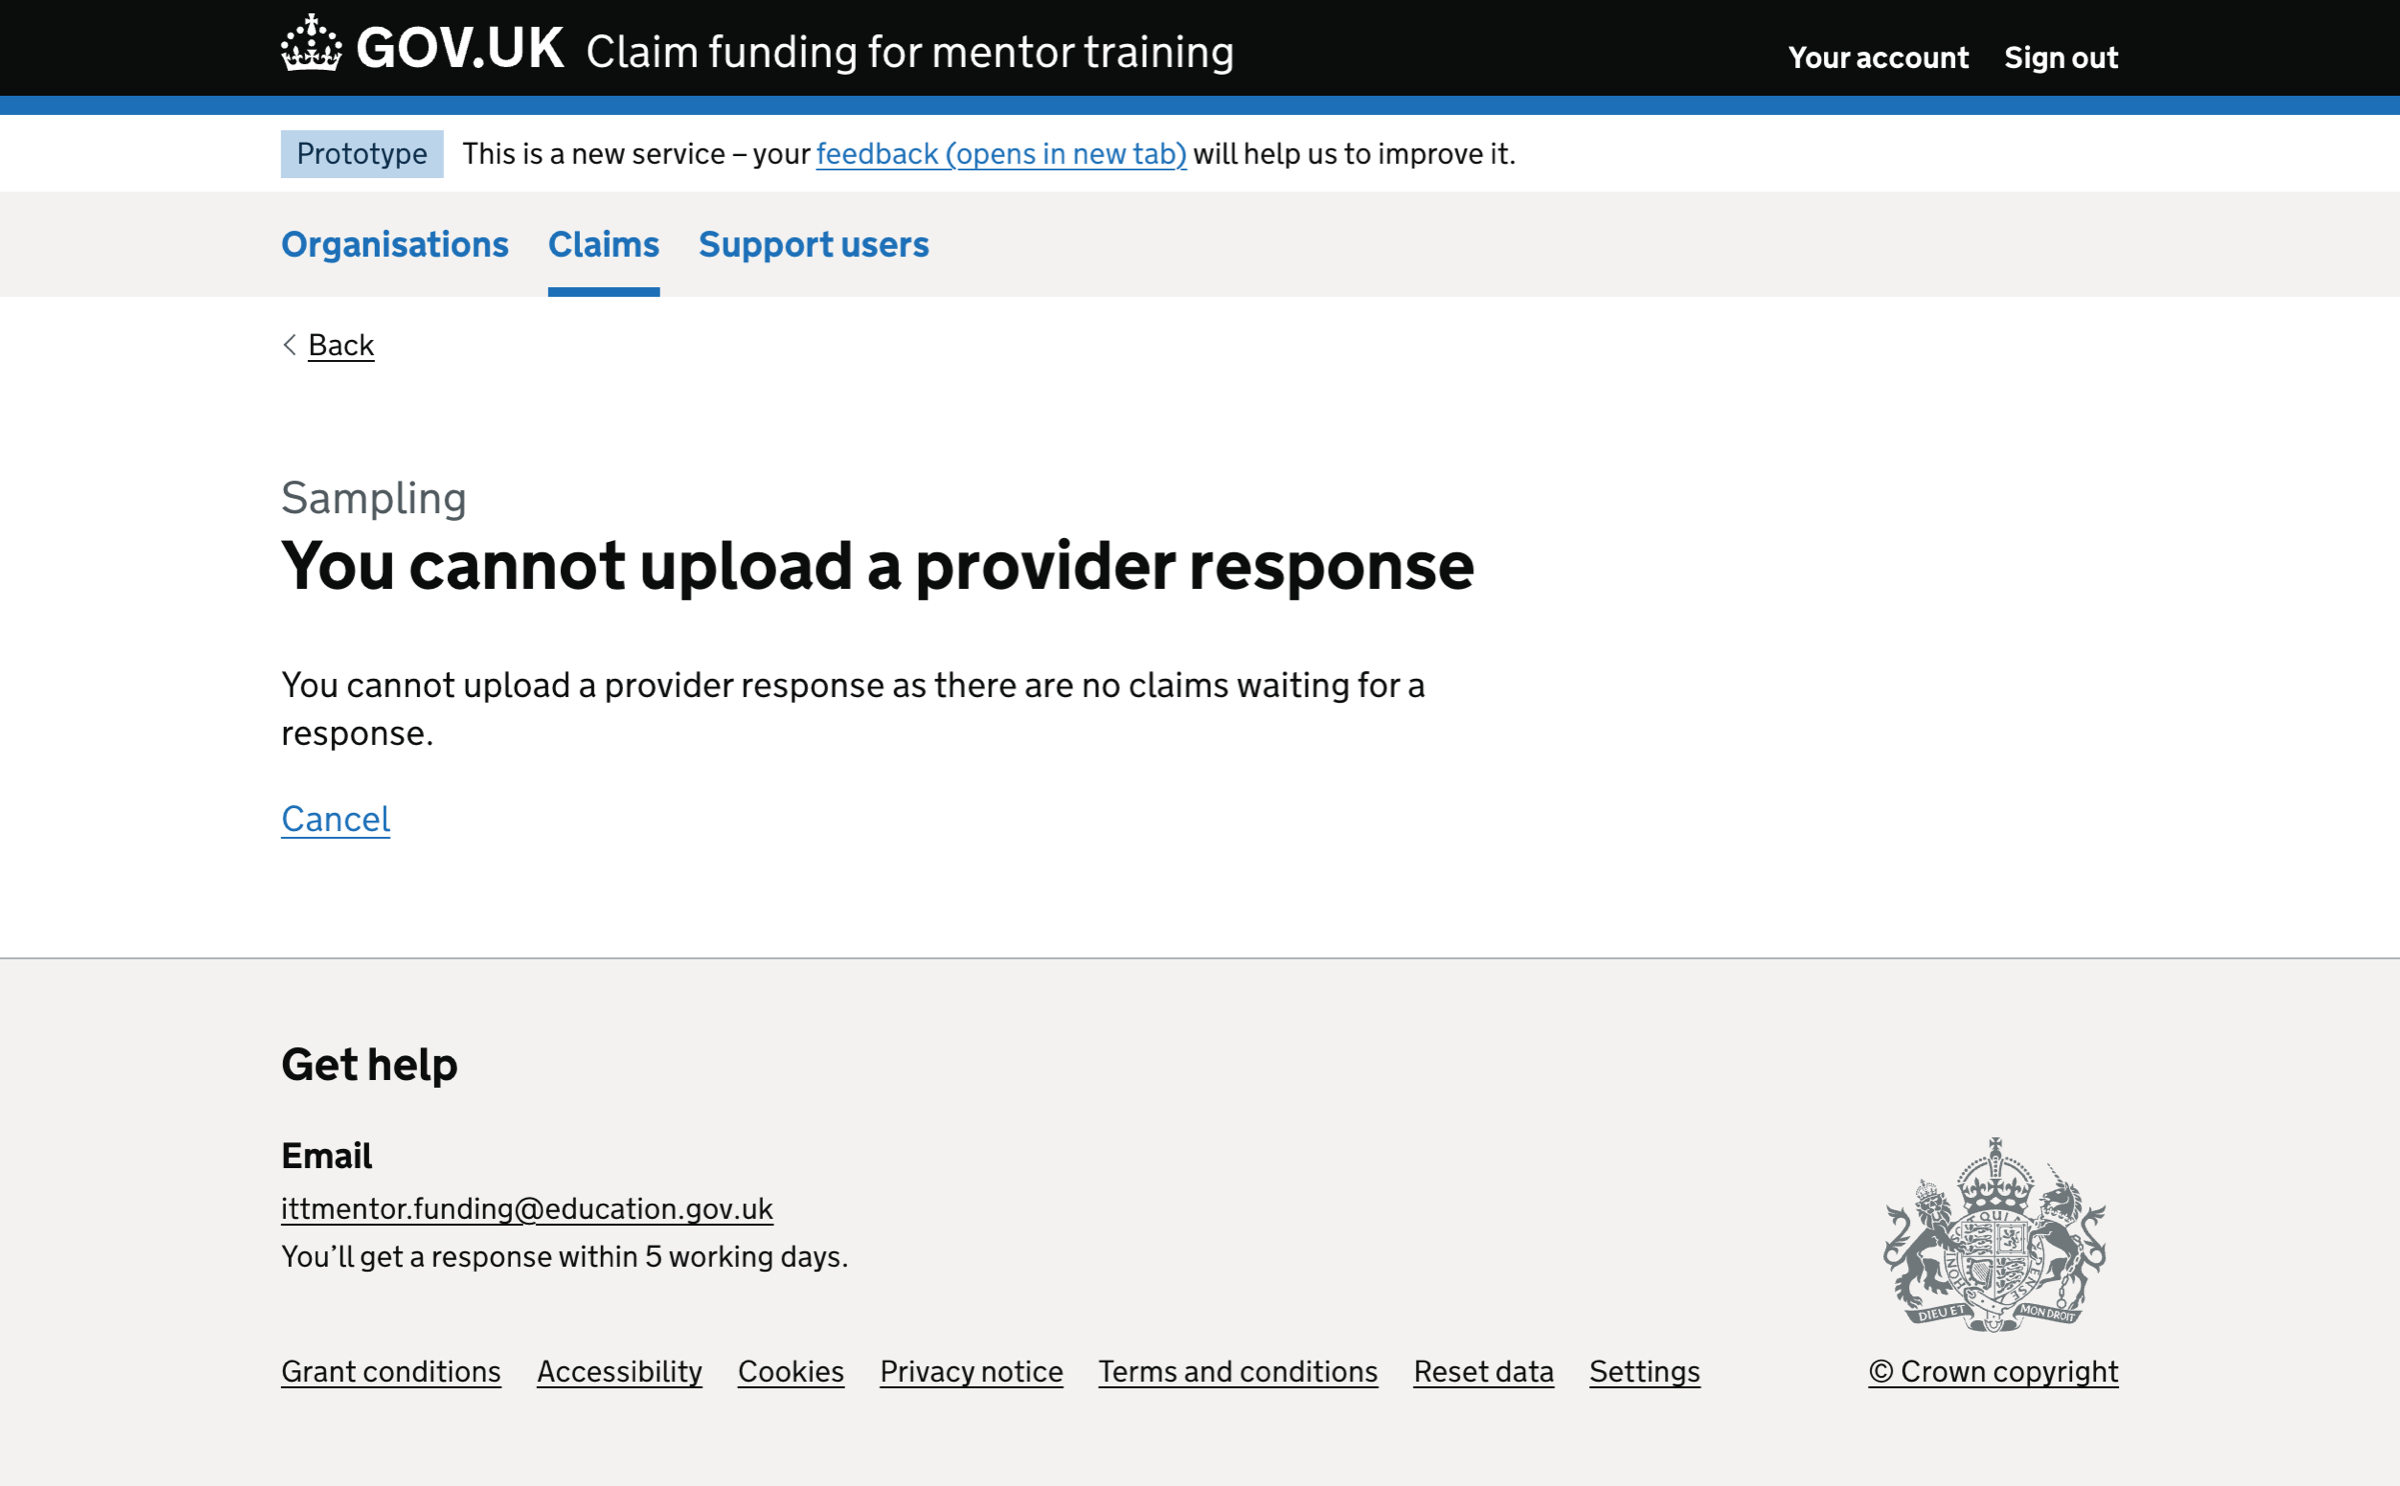 GOV.UK Claim funding for mentor training
Your account Sign out
Prototype This is a new service – your feedback (opens in new tab) will help us to improve it.
Organisations Claims Support users
Back
Sampling
You cannot upload a provider response
You cannot upload a provider response as there are no claims waiting for a
response.
Cancel
Get help
Email
ittmentor.funding@education.gov.uk
You’ll get a response within 5 working days.
DIEU ET MON DROIT
Grant conditions Accessibility Cookies Privacy notice Terms and conditions Reset data Settings
© Crown copyright